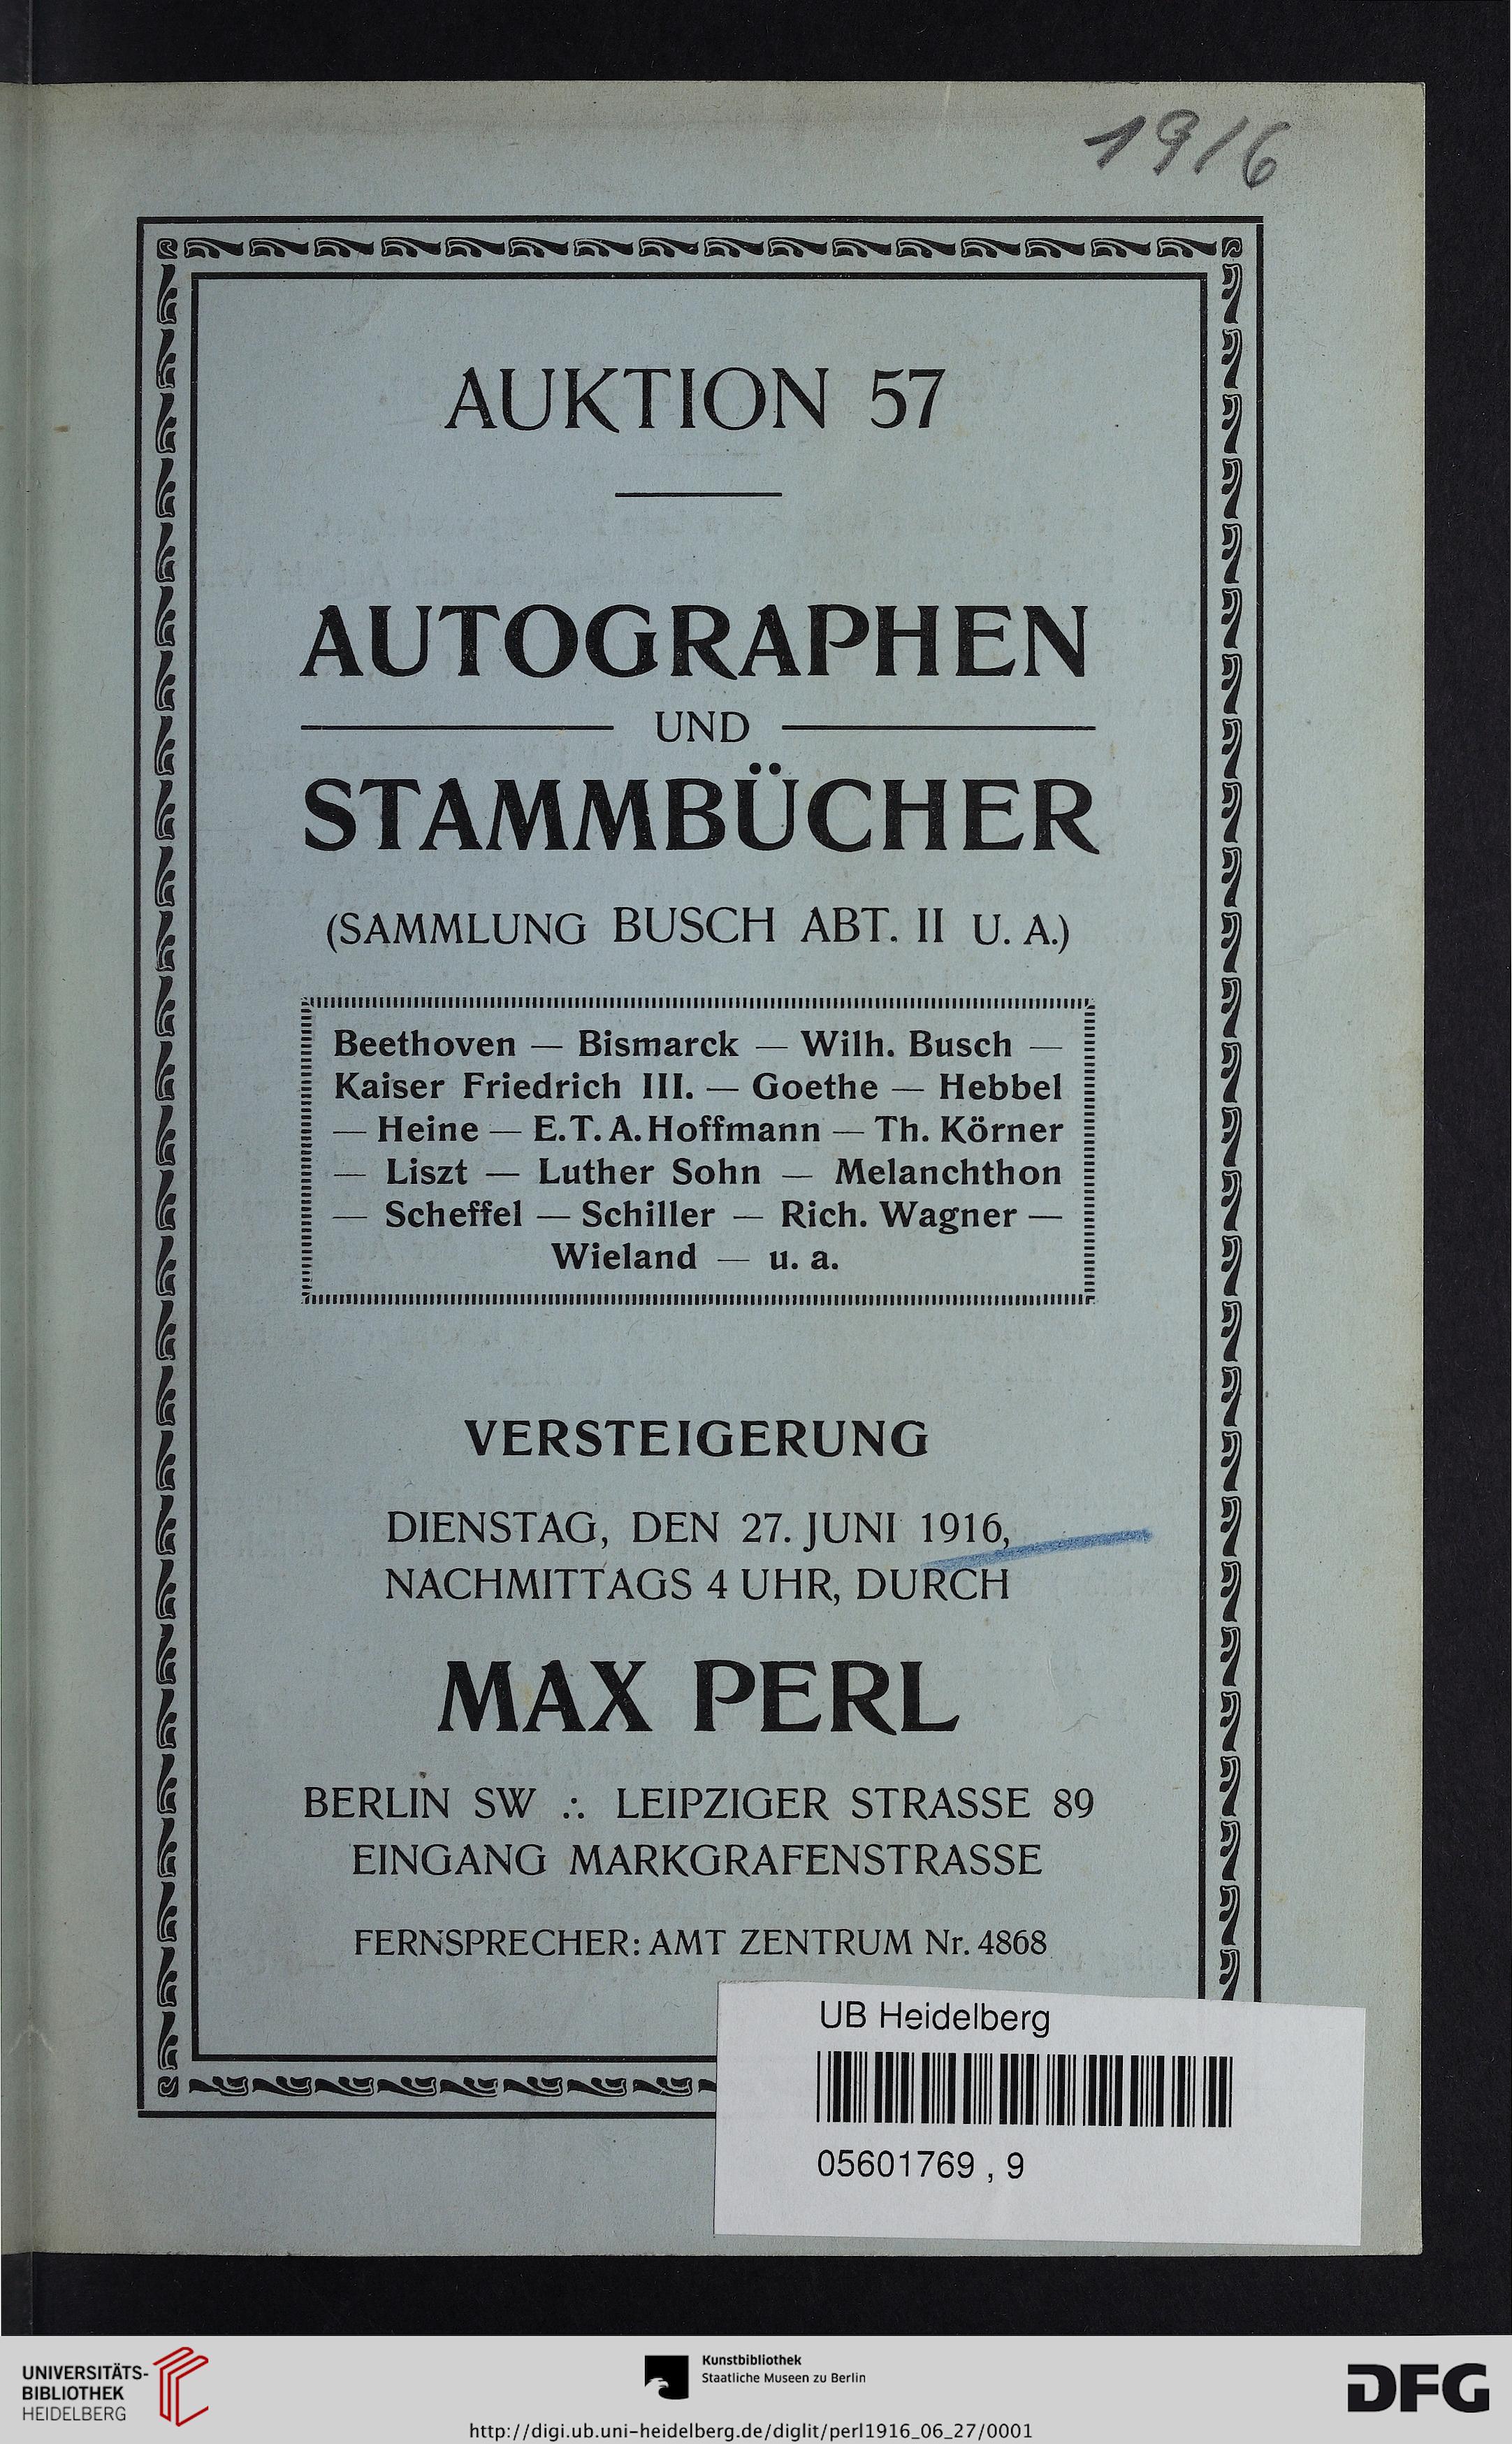 1916
AUKTION 57
AUTOGRAPHEN
UND
STAMMBÜCHER
(SAMMLUNG BUSCH ABT. II U. A.)
Beethoven — Bismarck — Wilh. Busch —
Kaiser Friedrich III. — Goethe — Hebbel
— Heine — E.T.A. Hoffmann — Th. Körner
— Liszt — Luther Sohn — Melanchthon
— Scheffel — Schiller — Rich. Wagner —
Wieland — u. a.
VERSTEIGERUNG
DIENSTAG, DEN 27. JUNI 1916,
NACHMITTAGS 4 UHR, DURCH
MAX PERL
BERLIN SW ∴ LEIPZIGER STRASSE 89
EINGANG MARKGRAFENSTRASSE
FERNSPRECHER: AMT ZENTRUM Nr. 4868
UB Heidelberg
05601769 , 9
UNIVERSITÄTS-
BIBLIOTHEK
HEIDELBERG
Kunstbibliothek
Staatliche Museen zu Berlin
DFG
http://digi.ub.uni-heidelberg.de/diglit/perl1916_06_27/0001